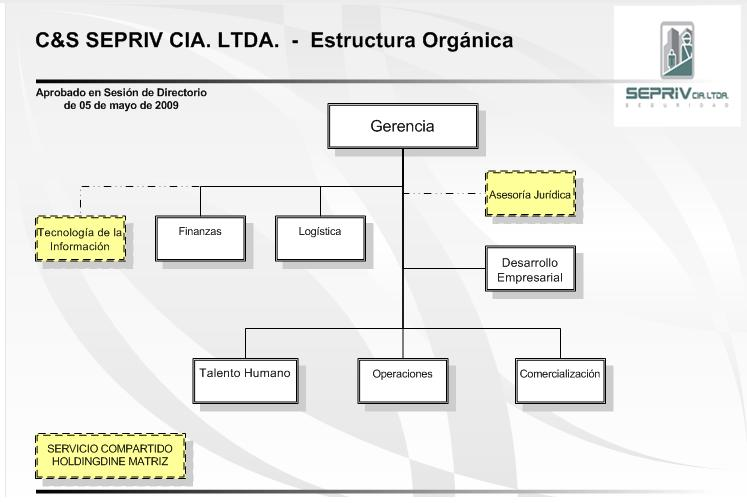 C&S SEPRIV CIA. LTDA.  -  Estructura Orgánica
SEPRIV CIA. LTDA.
SEGURIDAD
Aprobado en Sesión de Directorio
de 05 de mayo de 2009
Gerencia
Asesoría Jurídica
Tecnología de la
Información
Finanzas
Logística
Desarrollo
Empresarial
Talento Humano
Operaciones
Comercialización
SERVICIO COMPARTIDO
HOLDINGDINE MATRIZ